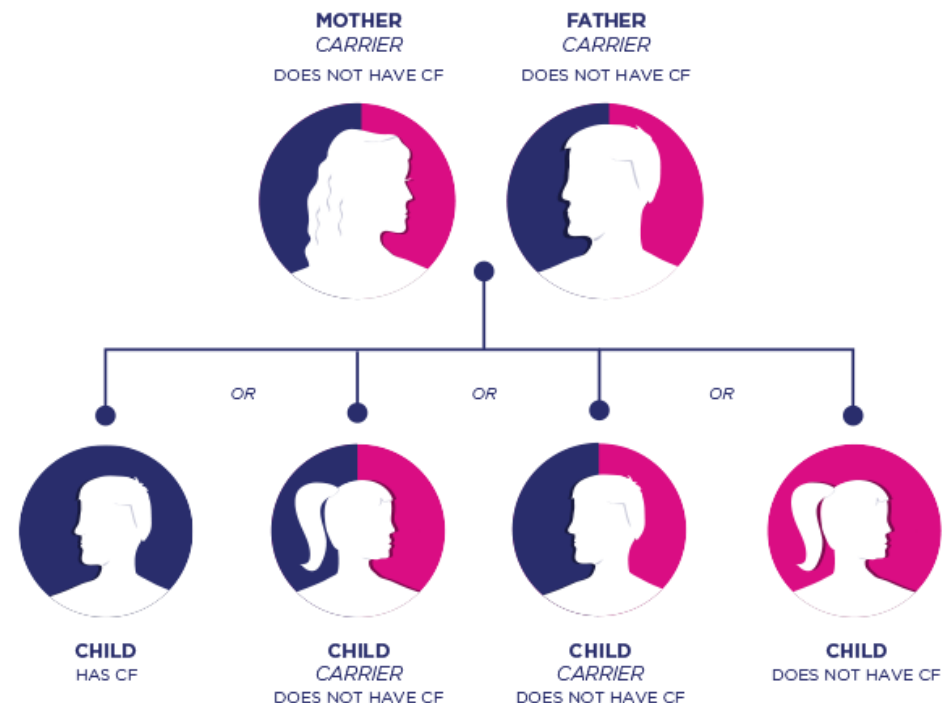 MOTHER
CARRIER
DOES NOT HAVE CF
FATHER
CARRIER
DOES NOT HAVE CF
OR
OR
OR
CHILD
HAS CF
CHILD
CARRIER
DOES NOT HAVE CF
CHILD
CARRIER
DOES NOT HAVE CF
CHILD
DOES NOT HAVE CF